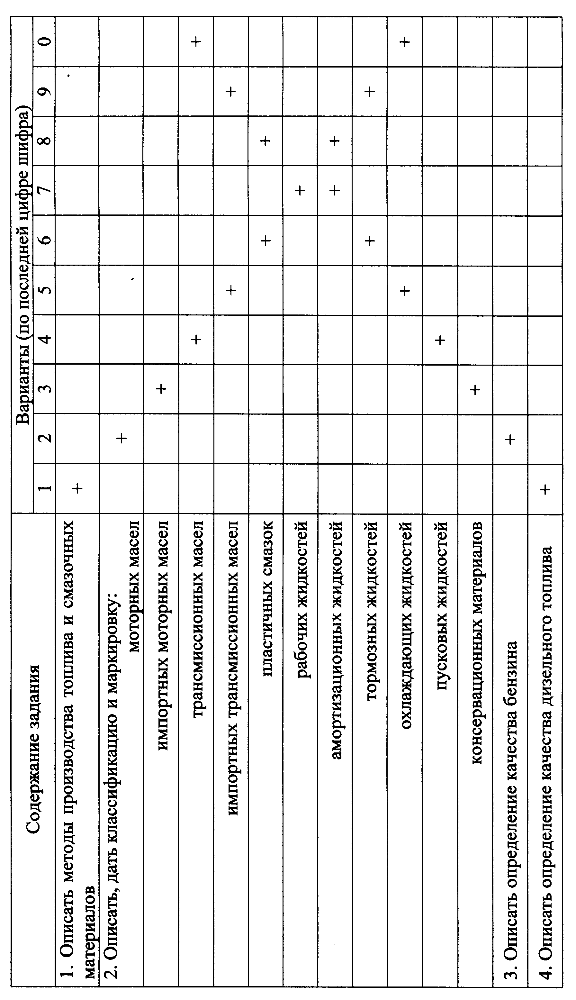 Содержание задания
Варианты (по последней цифре шифра)
1 2 3 4 5 6 7 8 9 0
1. Описать методы производства топлива и смазочных
материалов
+
2. Описать, дать классификацию и маркировку:
моторных масел
+
импортных моторных масел
+
трансмиссионных масел
+ +
импортных трансмиссионных масел
+ +
пластичных смазок
+ +
рабочих жидкостей
+
амортизационных жидкостей
+ +
тормозных жидкостей
+ +
охлаждающих жидкостей
+ +
пусковых жидкостей
+
консервационных материалов
+
3. Описать определение качества бензина
+
4. Описать определение качества дизельного топлива
+